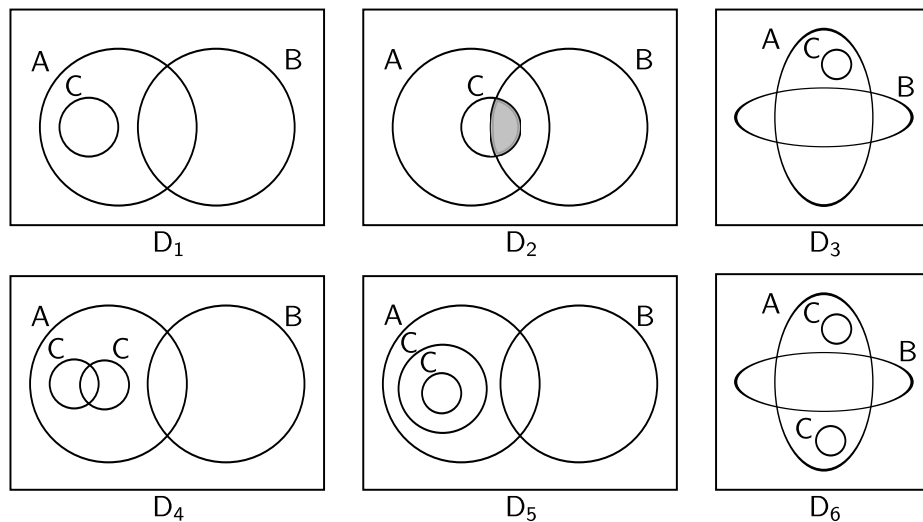 A B C
D₁
A B C
D₂
A C B
D₃
A B C C
D₄
A B C C
D₅
A C B C
D₆